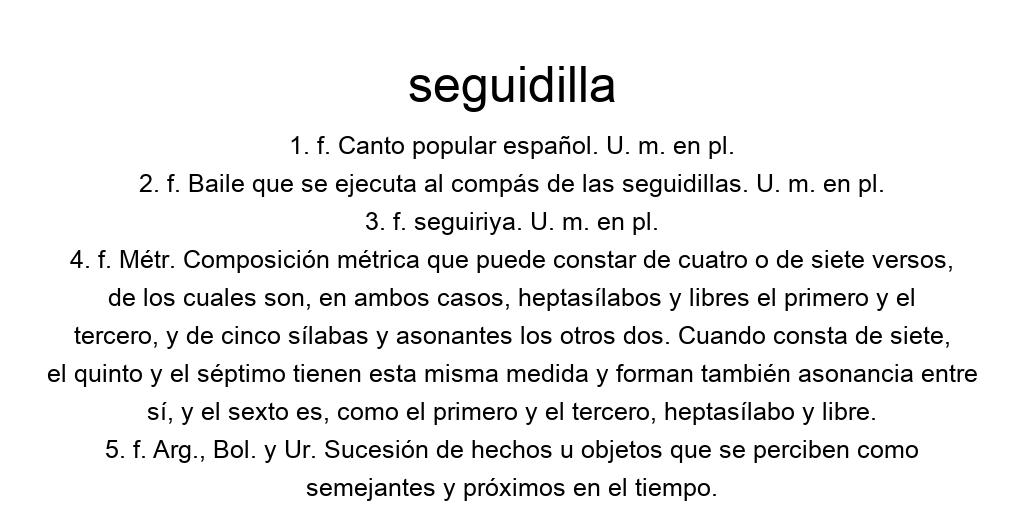 seguidilla
1. f. Canto popular español. U. m. en pl.
2. f. Baile que se ejecuta al compás de las seguidillas. U. m. en pl.
3. f. seguiriya. U. m. en pl.
4. f. Métr. Composición métrica que puede constar de cuatro o de siete versos,
de los cuales son, en ambos casos, heptasílabos y libres el primero y el
tercero, y de cinco sílabas y asonantes los otros dos. Cuando consta de siete,
el quinto y el séptimo tienen esta misma medida y forman también asonancia entre
sí, y el sexto es, como el primero y el tercero, heptasílabo y libre.
5. f. Arg., Bol. y Ur. Sucesión de hechos u objetos que se perciben como
semejantes y próximos en el tiempo.